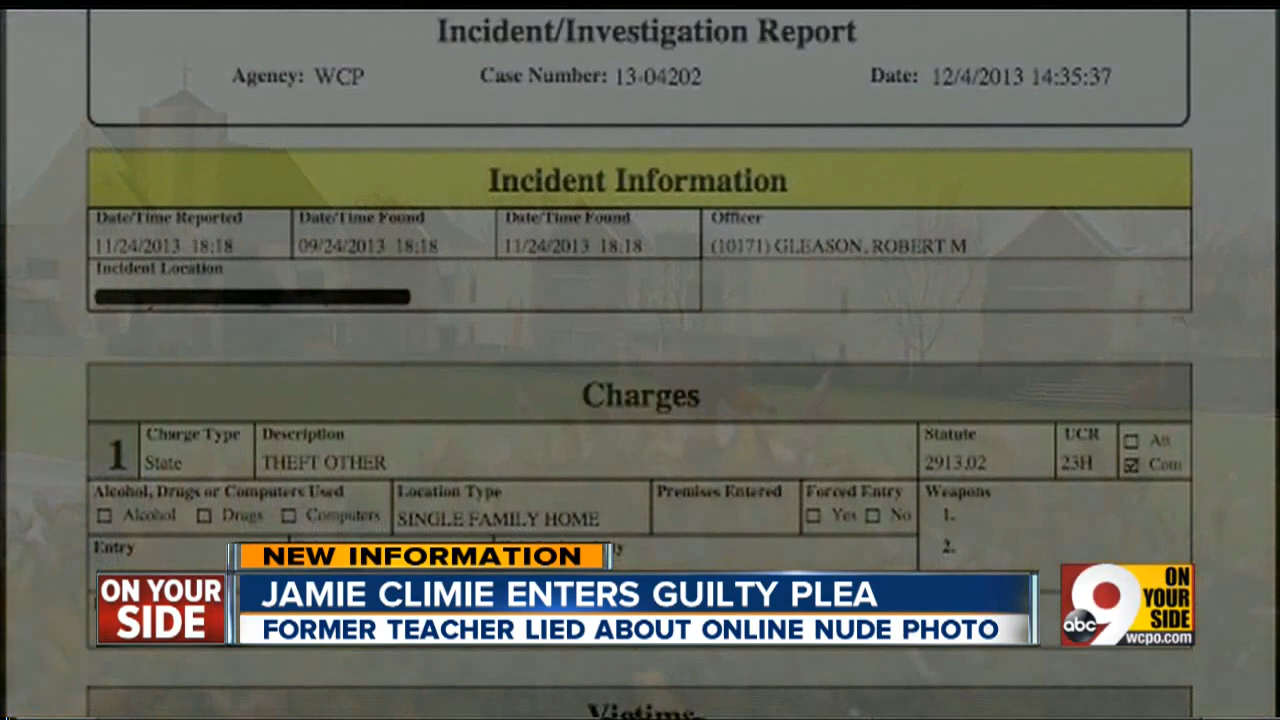 Incident/Investigation Report
Agency: WCP Case Number: 13-04202 Date: 12/4/2013 14:35:37
Incident Information
Date/Time Reported Date/Time Found Date/Time Found Officer
11/24/2013 18:18 09/24/2013 18:18 11/24/2013 18:18 (10171) GLEASON, ROBERT M
Incident Location
Charges
1 Charge Type Description Statute UCR Att
State THEFT OTHER 2913.02 23H Com
Alcohol, Drugs or Computers Used Location Type Premises Entered Forced Entry Weapons
Alcohol Drugs Computers SINGLE FAMILY HOME Yes No 1.
Entry 2.
NEW INFORMATION
ON YOUR SIDE
JAMIE CLIMIE ENTERS GUILTY PLEA
FORMER TEACHER LIED ABOUT ONLINE NUDE PHOTO
abc 9 ON YOUR SIDE
wcpo.com
Victims